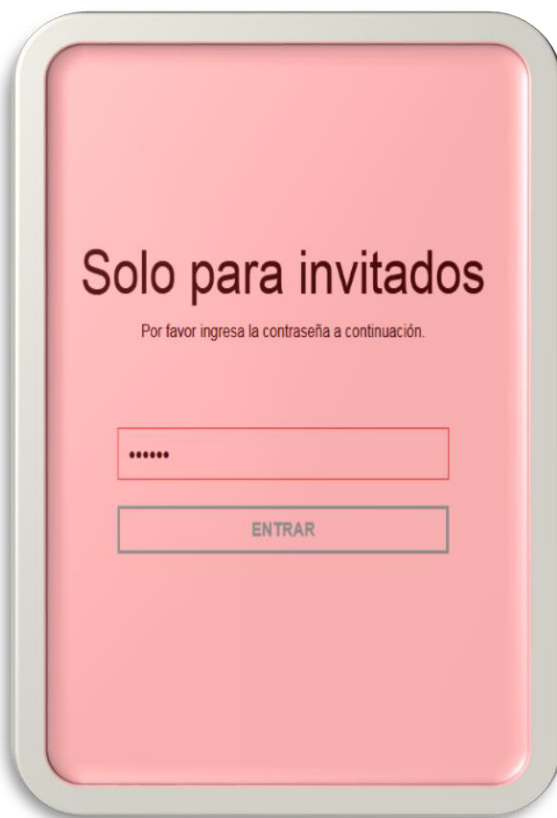 Solo para invitados
Por favor ingresa la contraseña a continuación.
••••••
ENTRAR